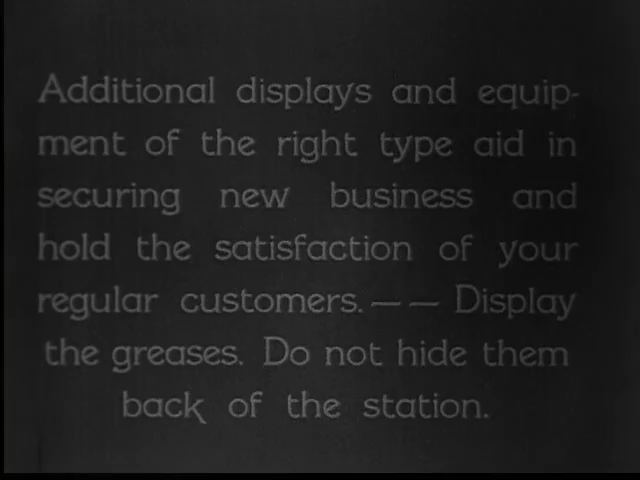 Additional displays and equip-
ment of the right type aid in
securing new business and
hold the satisfaction of your
regular customers. — — Display
the greases. Do not hide them
back of the station.